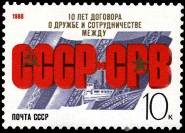 1988
10 ЛЕТ ДОГОВОРА
О ДРУЖБЕ И СОТРУДНИЧЕСТВЕ
МЕЖДУ
СССР-СРВ
ПОЧТА СССР
10 К